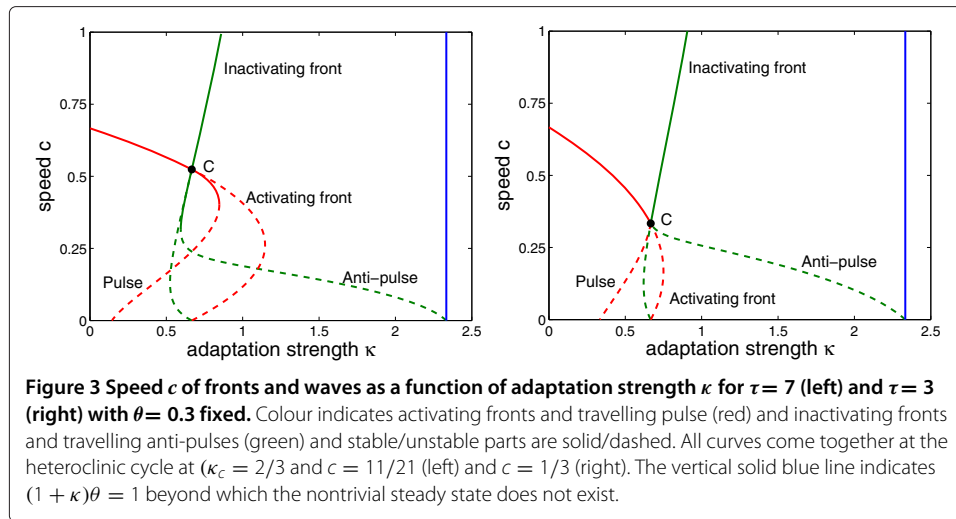 1
0.75
0.5
0.25
0
speed c
0 0.5 1 1.5 2 2.5
adaptation strength κ
Inactivating front
C
Activating front
Pulse
Anti−pulse
1
0.75
0.5
0.25
0
speed c
0 0.5 1 1.5 2 2.5
adaptation strength κ
Inactivating front
C
Anti−pulse
Pulse
Activating front
Figure 3 Speed c of fronts and waves as a function of adaptation strength κ for τ = 7 (left) and τ = 3
(right) with θ = 0.3 fixed. Colour indicates activating fronts and travelling pulse (red) and inactivating fronts
and travelling anti-pulses (green) and stable/unstable parts are solid/dashed. All curves come together at the
heteroclinic cycle at (κc = 2/3 and c = 11/21 (left) and c = 1/3 (right). The vertical solid blue line indicates
(1 + κ)θ = 1 beyond which the nontrivial steady state does not exist.